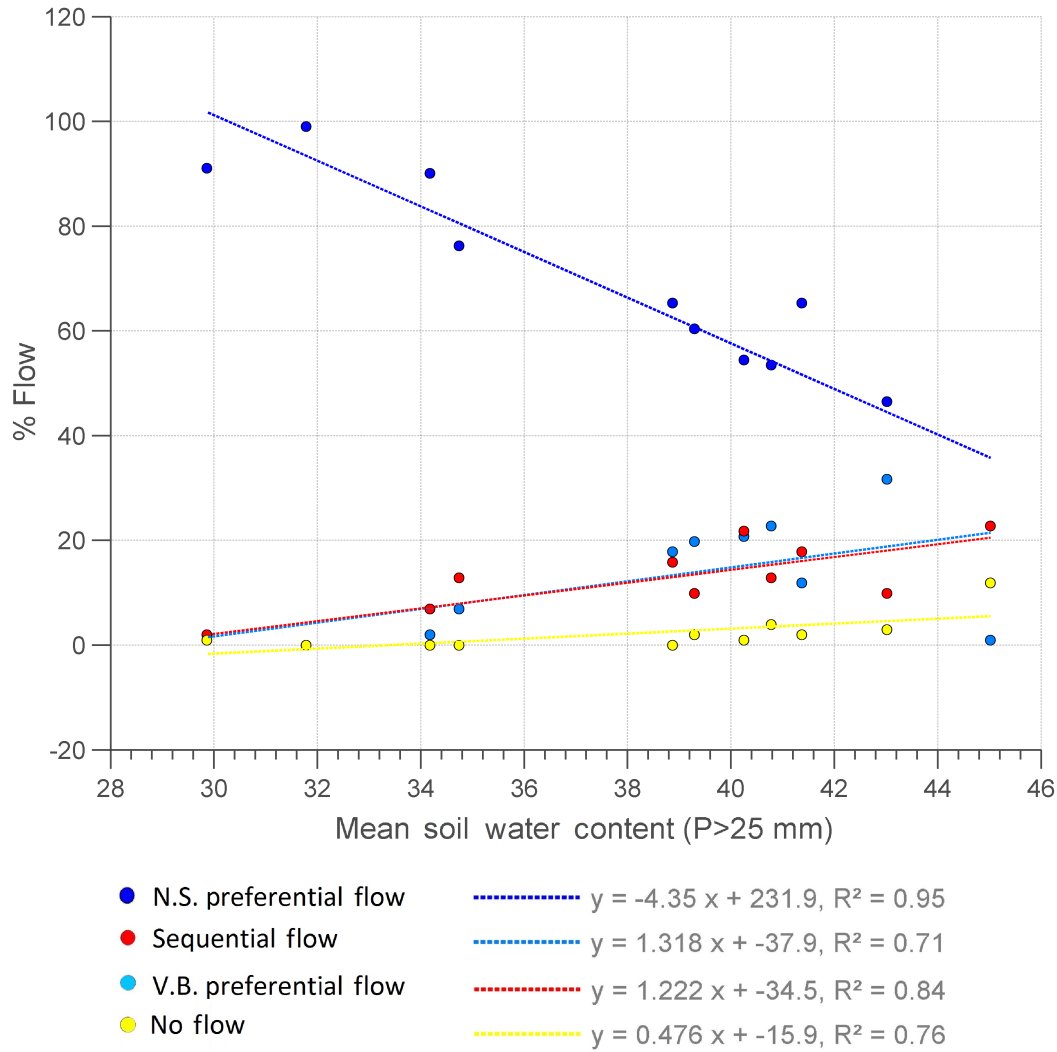 120
100
80
60
40
20
0
-20
% Flow
28 30 32 34 36 38 40 42 44 46
Mean soil water content (P>25 mm)
N.S. preferential flow
Sequential flow
V.B. preferential flow
No flow
y = -4.35 x + 231.9, R² = 0.95
y = 1.318 x + -37.9, R² = 0.71
y = 1.222 x + -34.5, R² = 0.84
y = 0.476 x + -15.9, R² = 0.76